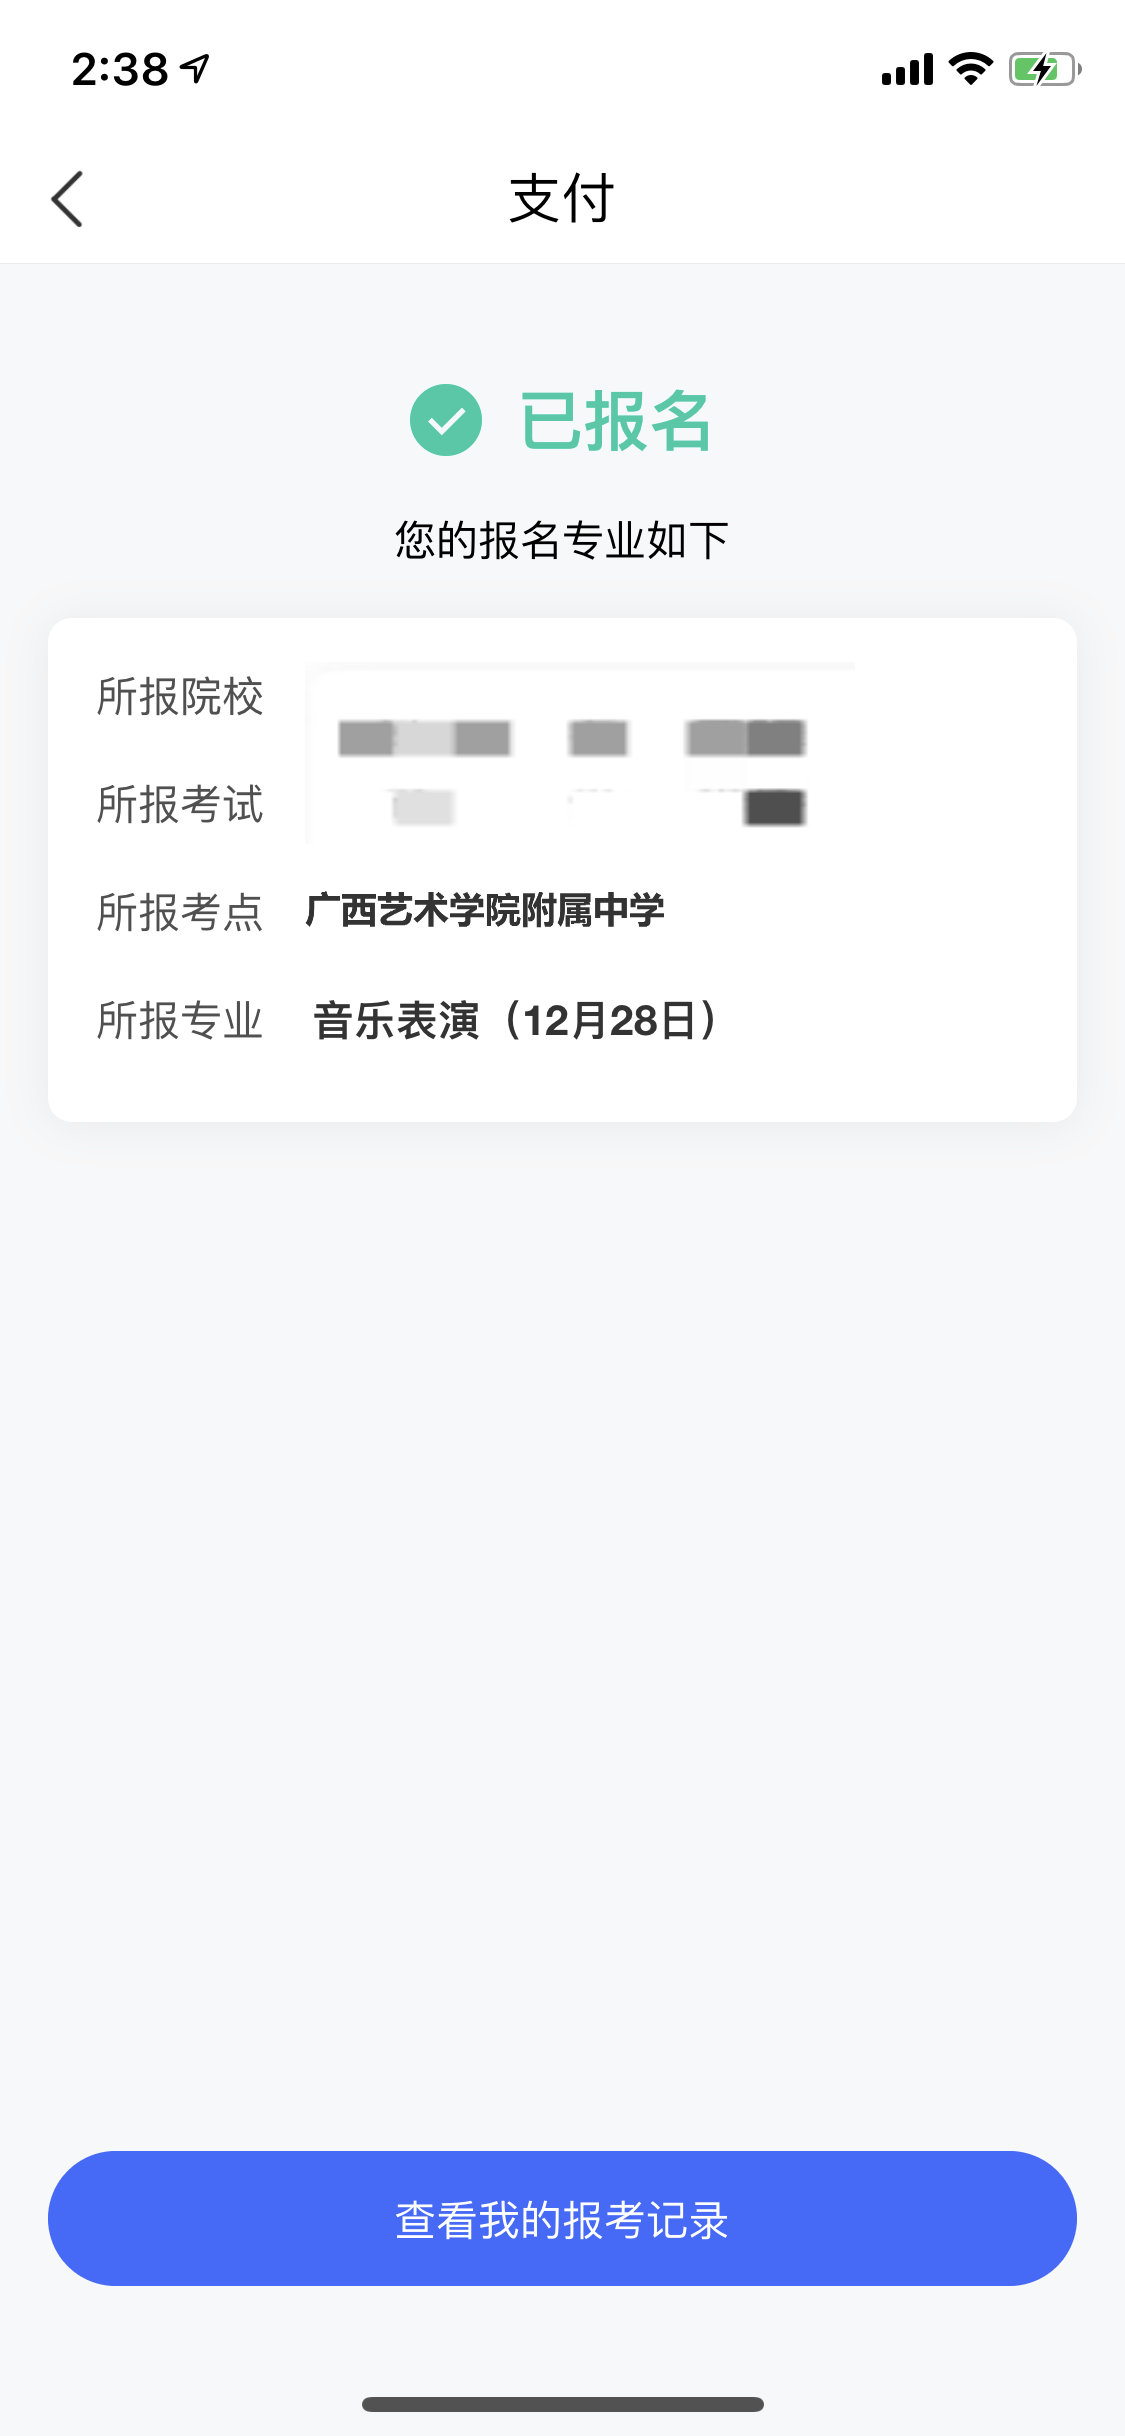 2:38
支付
已报名
您的报名专业如下
所报院校
所报考试
所报考点 广西艺术学院附属中学
所报专业 音乐表演（12月28日）
查看我的报考记录